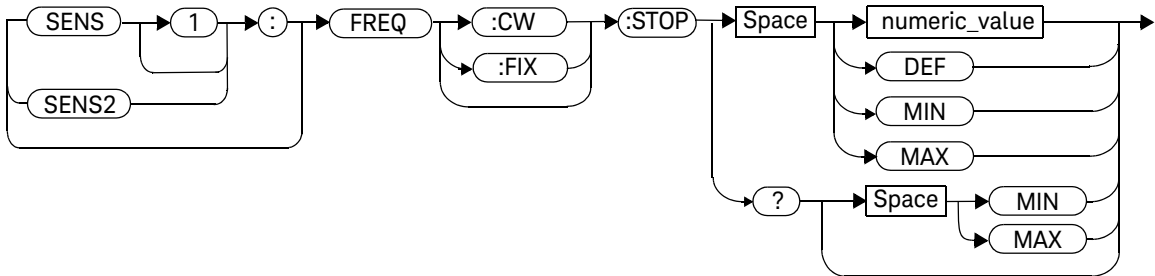 SENS 1 : FREQ :CW :STOP Space numeric_value
:FIX DEF
SENS2 MIN
MAX
? Space MIN
MAX